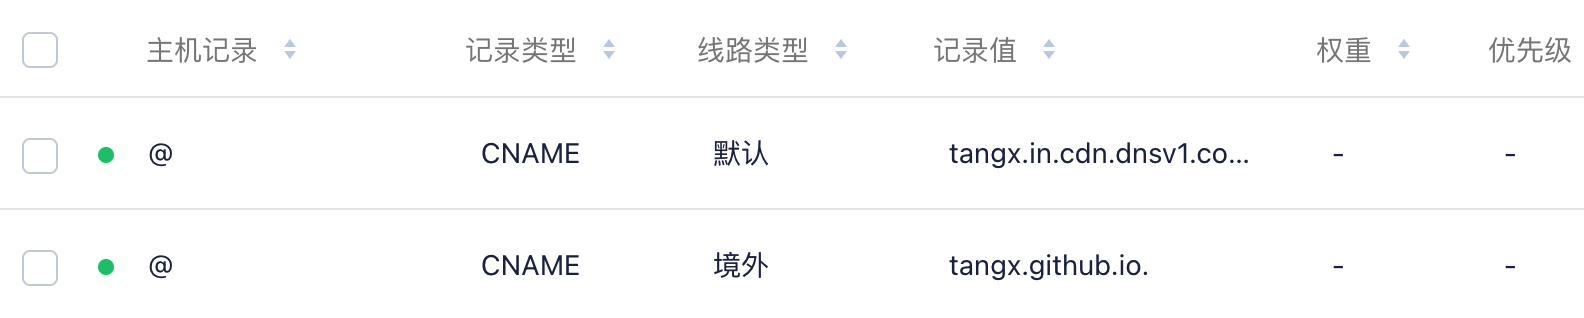 主机记录 记录类型 线路类型 记录值 权重 优先级
@ CNAME 默认 tangx.in.cdn.dnsv1.co... - -
@ CNAME 境外 tangx.github.io. - -